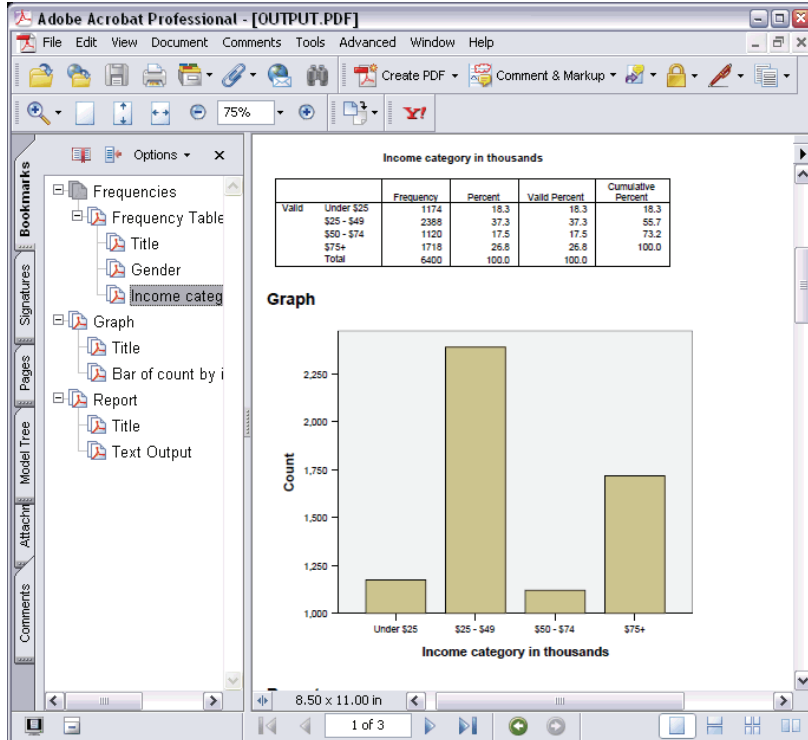 Adobe Acrobat Professional - [OUTPUT.PDF]
File Edit View Document Comments Tools Advanced Window Help
Create PDF Comment & Markup
75% Y!
Options x
Bookmarks
Signatures
Pages
Model Tree
Attachn
Comments
Frequencies
Frequency Table
Title
Gender
Income categ
Graph
Title
Bar of count by i
Report
Title
Text Output
Income category in thousands
Frequency Percent Valid Percent Cumulative Percent
Valid Under $25 1174 18.3 18.3 18.3
$25 - $49 2388 37.3 37.3 55.7
$50 - $74 1120 17.5 17.5 73.2
$75+ 1718 26.8 26.8 100.0
Total 6400 100.0 100.0
Graph
Count
2,250
2,000
1,750
1,500
1,250
1,000
Under $25 $25 - $49 $50 - $74 $75+
Income category in thousands
8.50 x 11.00 in
1 of 3